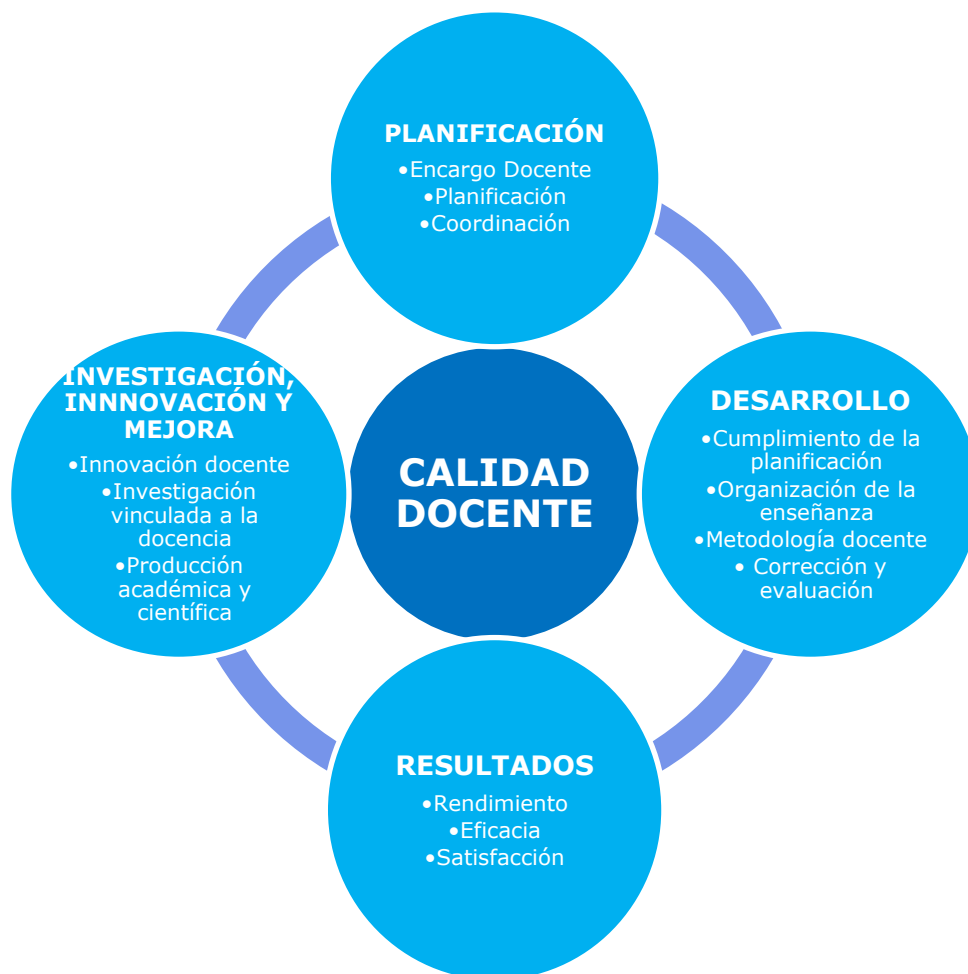 PLANIFICACIÓN
•Encargo Docente
•Planificación
•Coordinación
INVESTIGACIÓN,
INNNOVACIÓN Y
MEJORA
•Innovación docente
•Investigación
vinculada a la
docencia
•Producción
académica y
científica
CALIDAD
DOCENTE
DESARROLLO
•Cumplimiento de la
planificación
•Organización de la
enseñanza
•Metodología docente
• Corrección y
evaluación
RESULTADOS
•Rendimiento
•Eficacia
•Satisfacción